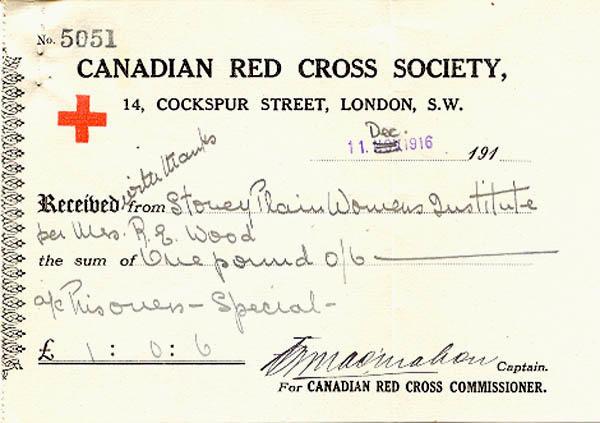 No. 5051
CANADIAN RED CROSS SOCIETY,
14, COCKSPUR STREET, LONDON, S.W.
Dec.
11. NOV 1916 191
with thanks
Received from Stoney Plain Womens Institute
per Mrs. R. E. Wood
the sum of One pound 0/6
a/c Prisoners - Special -
£ 1 : 0 : 6
Captain.
For CANADIAN RED CROSS COMMISSIONER.